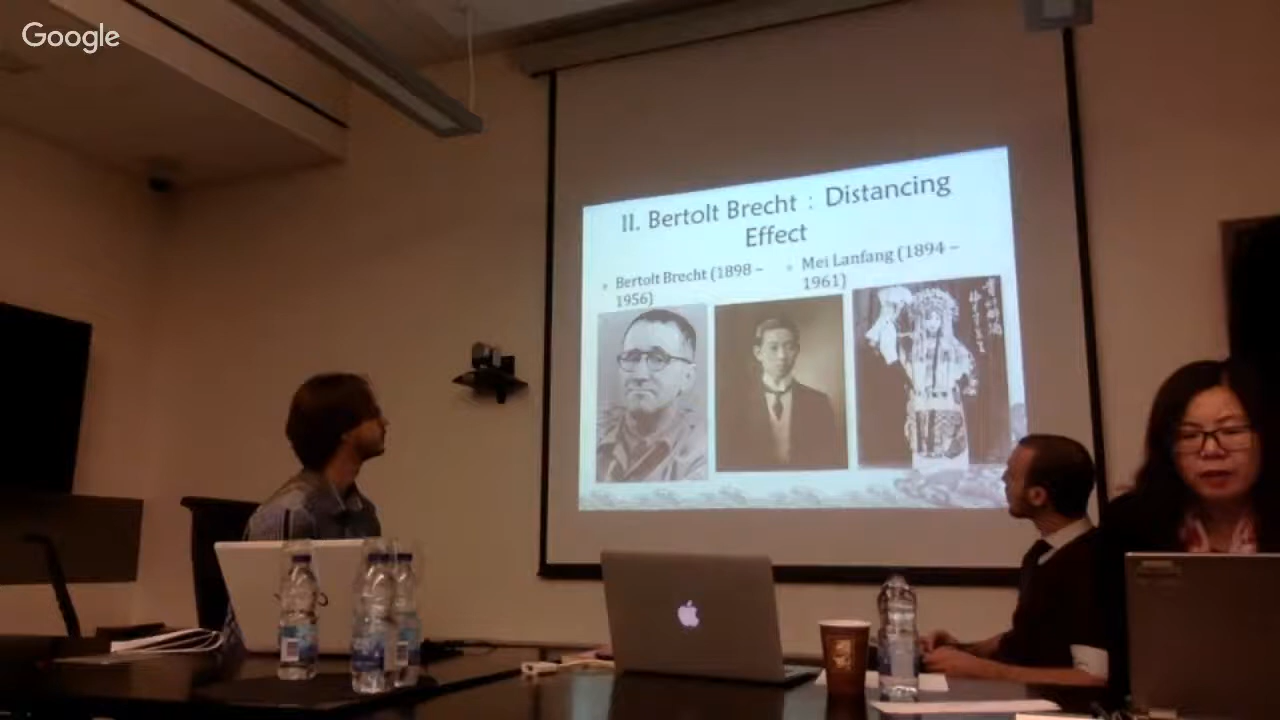 Google
II. Bertolt Brecht : Distancing
Effect
Bertolt Brecht (1898 –
1956)
Mei Lanfang (1894 –
1961)